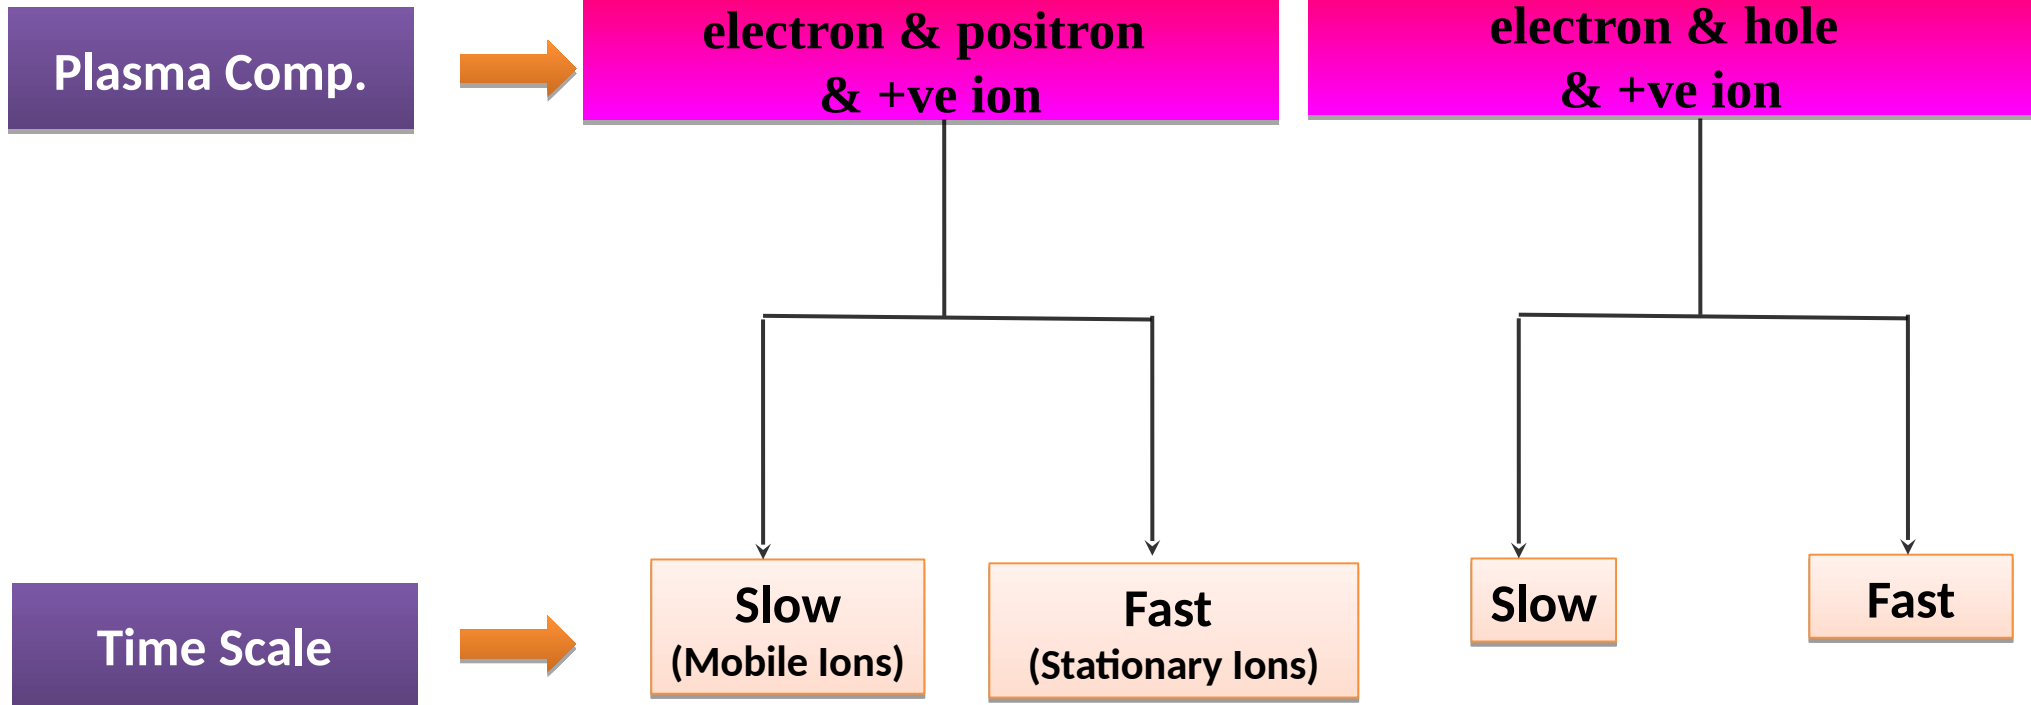 Plasma Comp.
electron & positron
& +ve ion
electron & hole
& +ve ion
Time Scale
Slow
(Mobile Ions)
Fast
(Stationary Ions)
Slow
Fast